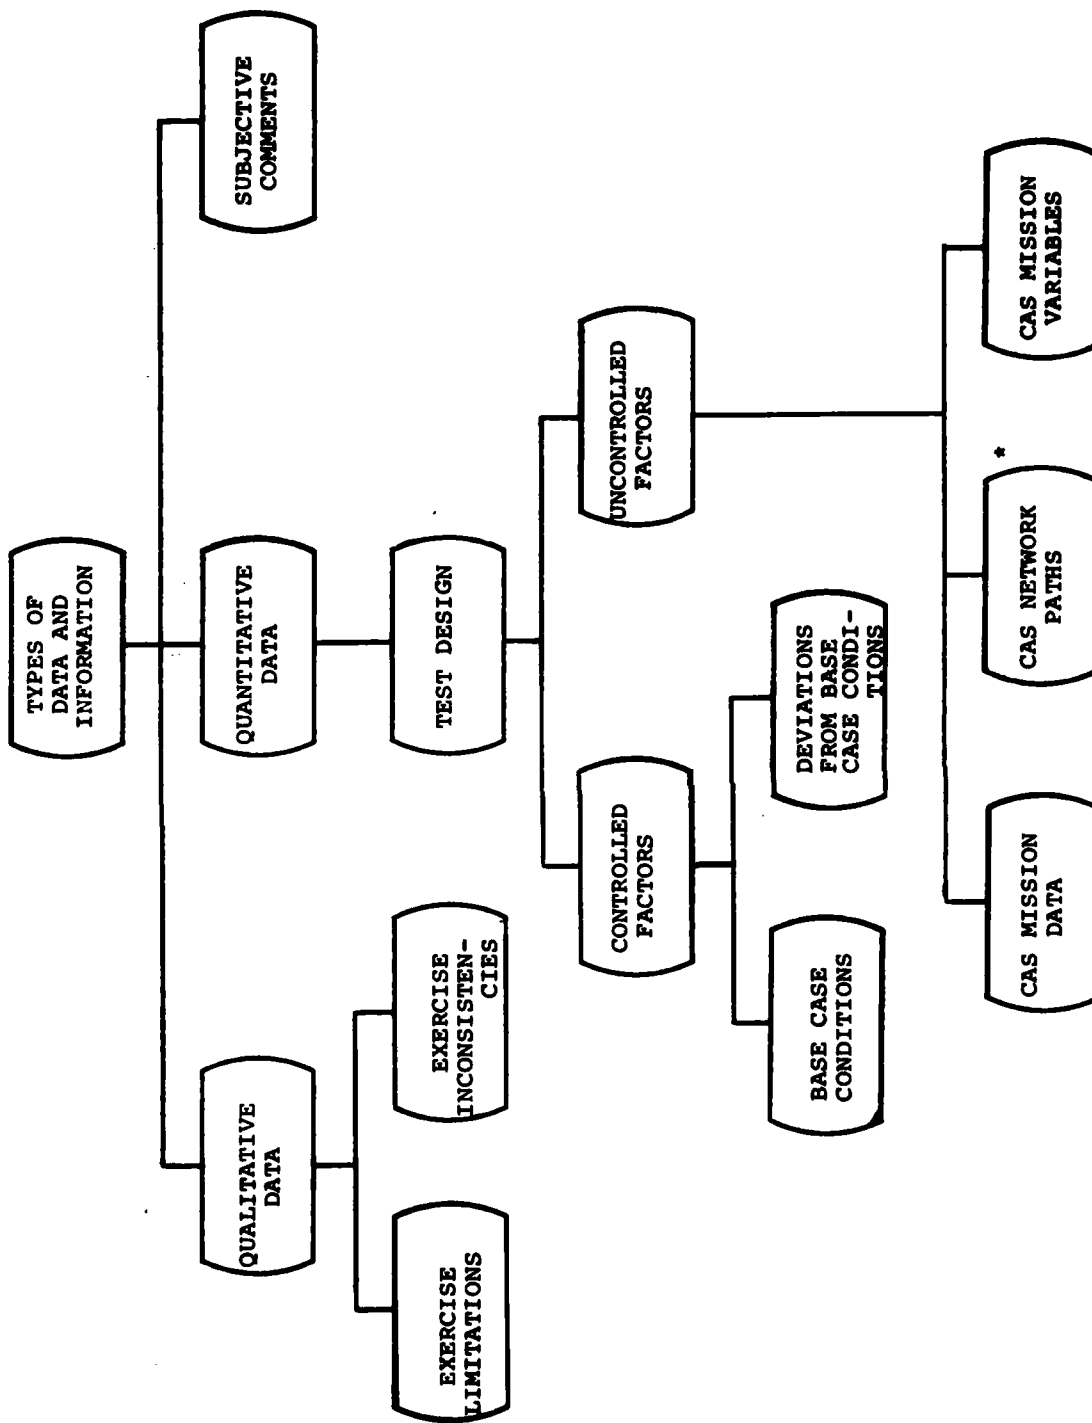 TYPES OF
DATA AND
INFORMATION
QUALITATIVE
DATA
QUANTITATIVE
DATA
SUBJECTIVE
COMMENTS
EXERCISE
LIMITATIONS
EXERCISE
INCONSISTEN-
CIES
TEST DESIGN
CONTROLLED
FACTORS
UNCONTROLLED
FACTORS
BASE CASE
CONDITIONS
DEVIATIONS
FROM BASE
CASE CONDI-
TIONS
CAS MISSION
DATA
CAS NETWORK
PATHS
*
CAS MISSION
VARIABLES